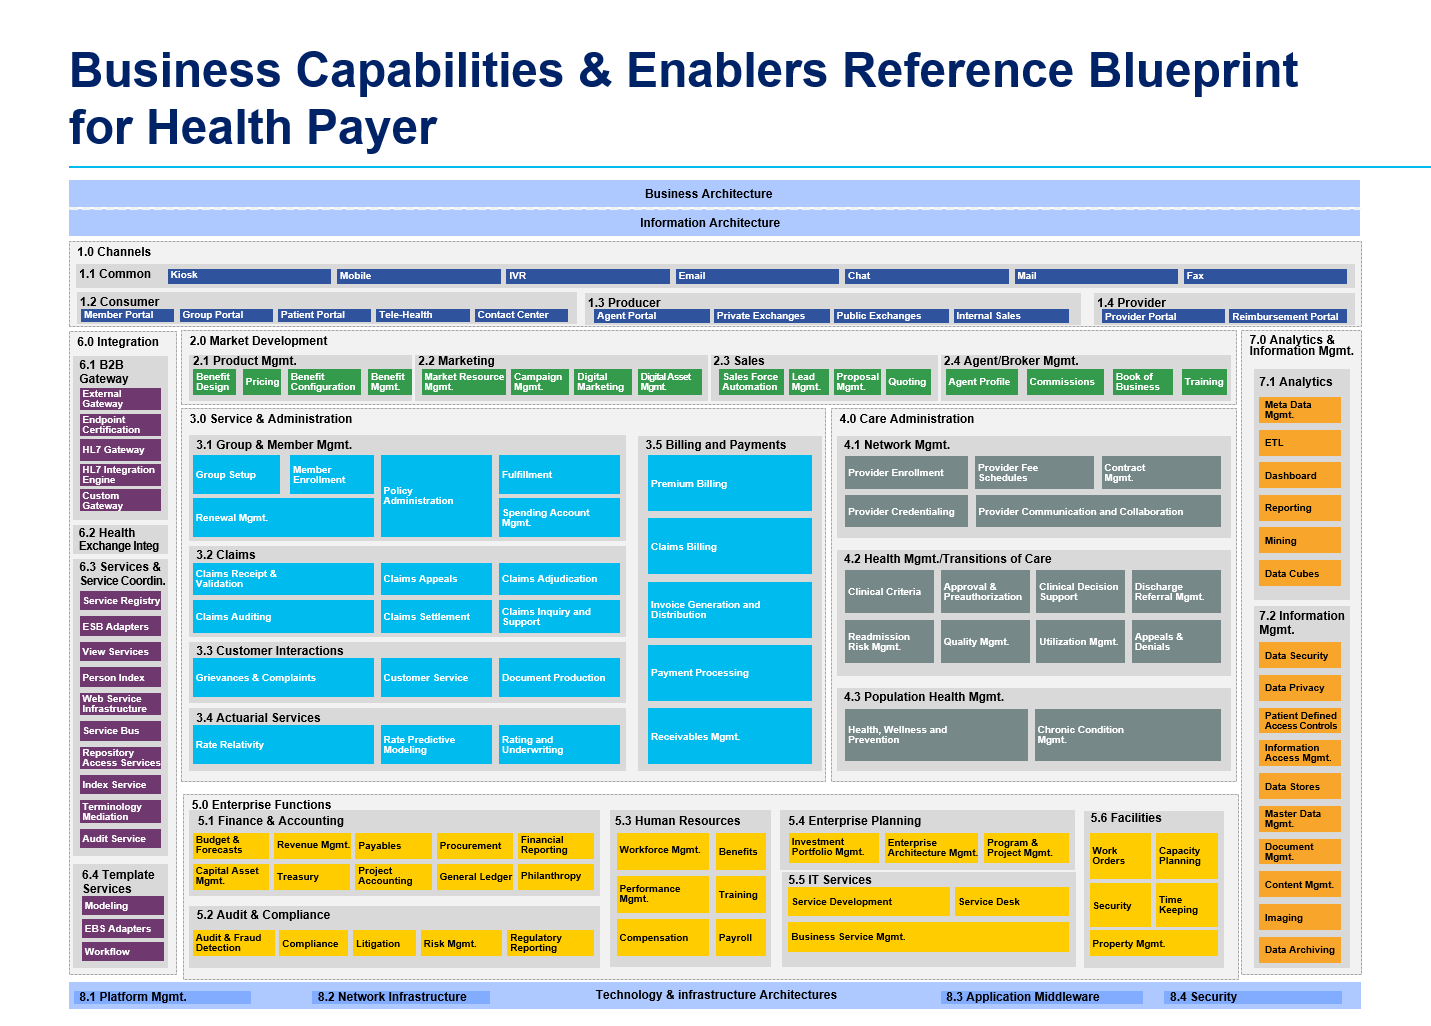 Business Capabilities & Enablers Reference Blueprint
for Health Payer
Business Architecture
Information Architecture
1.0 Channels
1.1 Common
Kiosk
Mobile
IVR
Email
Chat
Mail
Fax
1.2 Consumer
Member Portal
Group Portal
Patient Portal
Tele-Health
Contact Center
1.3 Producer
Agent Portal
Private Exchanges
Public Exchanges
Internal Sales
1.4 Provider
Provider Portal
Reimbursement Portal
6.0 Integration
6.1 B2B
Gateway
External
Gateway
Endpoint
Certification
HL7 Gateway
HL7 Integration
Engine
Custom
Gateway
6.2 Health
Exchange Integ
6.3 Services &
Service Coordin.
Service Registry
ESB Adapters
View Services
Person Index
Web Service
Infrastructure
Service Bus
Repository
Access Services
Index Service
Terminology
Mediation
Audit Service
6.4 Template
Services
Modeling
EBS Adapters
Workflow
2.0 Market Development
2.1 Product Mgmt.
Benefit
Design
Pricing
Benefit
Configuration
Benefit
Mgmt.
2.2 Marketing
Market Resource
Mgmt.
Campaign
Mgmt.
Digital
Marketing
Digital Asset
Mgmt.
2.3 Sales
Sales Force
Automation
Lead
Mgmt.
Proposal
Mgmt.
Quoting
2.4 Agent/Broker Mgmt.
Agent Profile
Commissions
Book of
Business
Training
3.0 Service & Administration
3.1 Group & Member Mgmt.
Group Setup
Member
Enrollment
Policy
Administration
Fulfillment
Renewal Mgmt.
Spending Account
Mgmt.
3.2 Claims
Claims Receipt &
Validation
Claims Appeals
Claims Adjudication
Claims Auditing
Claims Settlement
Claims Inquiry and
Support
3.3 Customer Interactions
Grievances & Complaints
Customer Service
Document Production
3.4 Actuarial Services
Rate Relativity
Rate Predictive
Modeling
Rating and
Underwriting
3.5 Billing and Payments
Premium Billing
Claims Billing
Invoice Generation and
Distribution
Payment Processing
Receivables Mgmt.
4.0 Care Administration
4.1 Network Mgmt.
Provider Enrollment
Provider Fee
Schedules
Contract
Mgmt.
Provider Credentialing
Provider Communication and Collaboration
4.2 Health Mgmt./Transitions of Care
Clinical Criteria
Approval &
Preauthorization
Clinical Decision
Support
Discharge
Referral Mgmt.
Readmission
Risk Mgmt.
Quality Mgmt.
Utilization Mgmt.
Appeals &
Denials
4.3 Population Health Mgmt.
Health, Wellness and
Prevention
Chronic Condition
Mgmt.
5.0 Enterprise Functions
5.1 Finance & Accounting
Budget &
Forecasts
Revenue Mgmt.
Payables
Procurement
Financial
Reporting
Capital Asset
Mgmt.
Treasury
Project
Accounting
General Ledger
Philanthropy
5.2 Audit & Compliance
Audit & Fraud
Detection
Compliance
Litigation
Risk Mgmt.
Regulatory
Reporting
5.3 Human Resources
Workforce Mgmt.
Benefits
Performance
Mgmt.
Training
Compensation
Payroll
5.4 Enterprise Planning
Investment
Portfolio Mgmt.
Enterprise
Architecture Mgmt.
Program &
Project Mgmt.
5.5 IT Services
Service Development
Service Desk
Business Service Mgmt.
5.6 Facilities
Work
Orders
Capacity
Planning
Security
Time
Keeping
Property Mgmt.
7.0 Analytics &
Information Mgmt.
7.1 Analytics
Meta Data
Mgmt.
ETL
Dashboard
Reporting
Mining
Data Cubes
7.2 Information
Mgmt.
Data Security
Data Privacy
Patient Defined
Access Controls
Information
Access Mgmt.
Data Stores
Master Data
Mgmt.
Document
Mgmt.
Content Mgmt.
Imaging
Data Archiving
8.1 Platform Mgmt.
8.2 Network Infrastructure
Technology & infrastructure Architectures
8.3 Application Middleware
8.4 Security